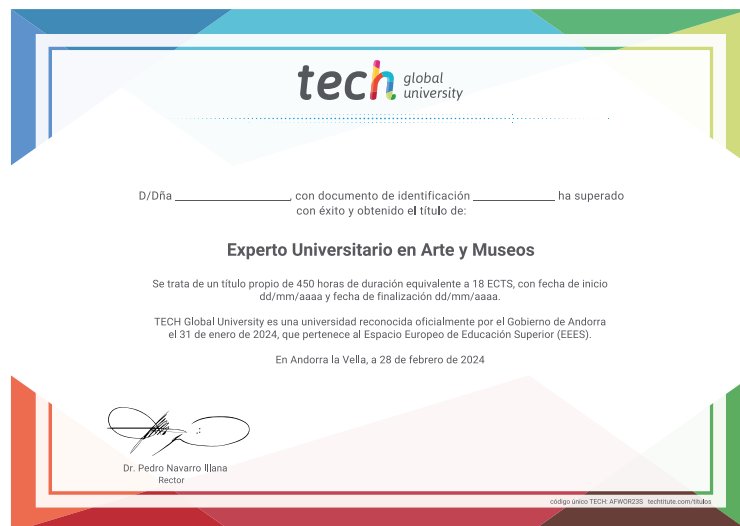 tech global
university
D/Dña ______________, con documento de identificación ______________ ha superado
con éxito y obtenido el título de:
Experto Universitario en Arte y Museos
Se trata de un título propio de 450 horas de duración equivalente a 18 ECTS, con fecha de inicio
dd/mm/aaaa y fecha de finalización dd/mm/aaaa.
TECH Global University es una universidad reconocida oficialmente por el Gobierno de Andorra
el 31 de enero de 2024, que pertenece al Espacio Europeo de Educación Superior (EEES).
En Andorra la Vella, a 28 de febrero de 2024
Dr. Pedro Navarro Illana
Rector
código único TECH: AFWOR23S techtitute.com/titulos